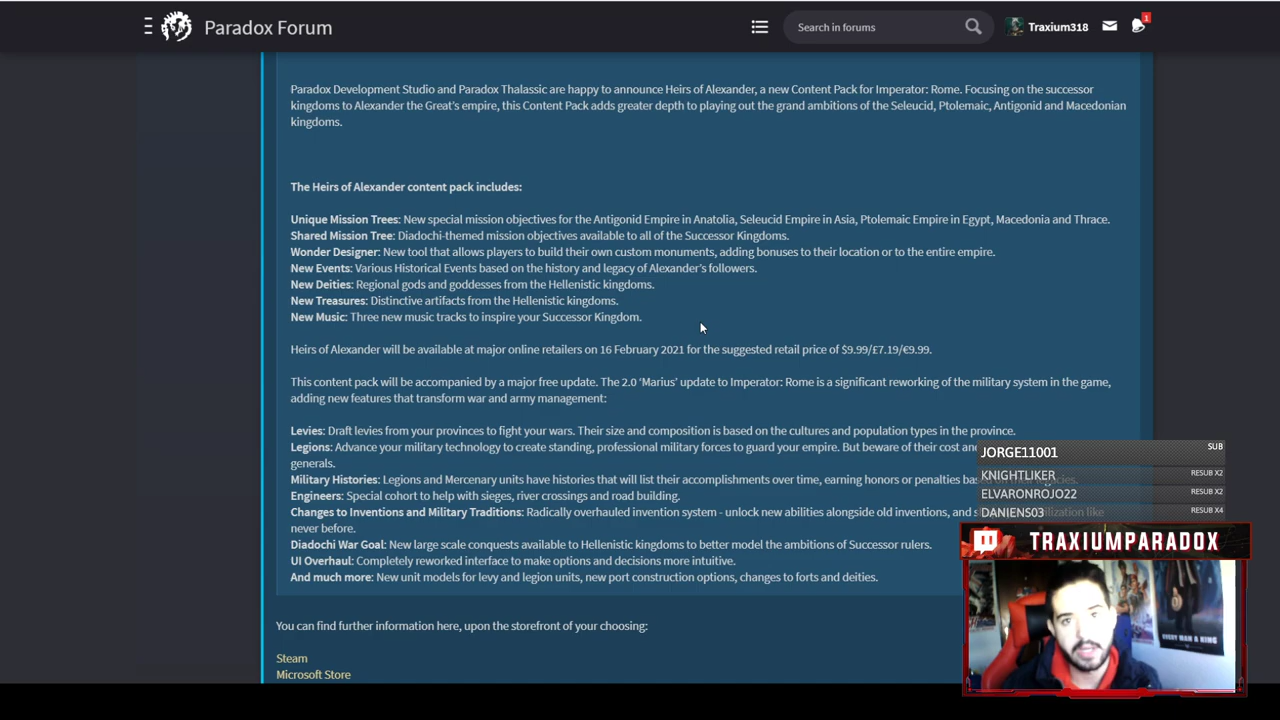 Paradox Forum
Search in forums
Traxium318
1
Paradox Development Studio and Paradox Thalassic are happy to announce Heirs of Alexander, a new Content Pack for Imperator: Rome. Focusing on the successor
kingdoms to Alexander the Great's empire, this Content Pack adds greater depth to playing out the grand ambitions of the Seleucid, Ptolemaic, Antigonid and Macedonian
kingdoms.
The Heirs of Alexander content pack includes:
Unique Mission Trees: New special mission objectives for the Antigonid Empire in Anatolia, Seleucid Empire in Asia, Ptolemaic Empire in Egypt, Macedonia and Thrace.
Shared Mission Tree: Diadochi-themed mission objectives available to all of the Successor Kingdoms.
Wonder Designer: New tool that allows players to build their own custom monuments, adding bonuses to their location or to the entire empire.
New Events: Various Historical Events based on the history and legacy of Alexander's followers.
New Deities: Regional gods and goddesses from the Hellenistic kingdoms.
New Treasures: Distinctive artifacts from the Hellenistic kingdoms.
New Music: Three new music tracks to inspire your Successor Kingdom.
Heirs of Alexander will be available at major online retailers on 16 February 2021 for the suggested retail price of $9.99/£7.19/€9.99.
This content pack will be accompanied by a major free update. The 2.0 'Marius' update to Imperator: Rome is a significant reworking of the military system in the game,
adding new features that transform war and army management:
Levies: Draft levies from your provinces to fight your wars. Their size and composition is based on the cultures and population types in the province.
Legions: Advance your military technology to create standing, professional military forces to guard your empire. But beware of their cost and
generals.
Military Histories: Legions and Mercenary units have histories that will list their accomplishments over time, earning honors or penalties
Engineers: Special cohort to help with sieges, river crossings and road building.
Changes to Inventions and Military Traditions: Radically overhauled invention system - unlock new abilities alongside old inventions, and like
never before.
Diadochi War Goal: New large scale conquests available to Hellenistic kingdoms to better model the ambitions of Successor rulers.
UI Overhaul: Completely reworked interface to make options and decisions more intuitive.
And much more: New unit models for levy and legion units, new port construction options, changes to forts and deities.
You can find further information here, upon the storefront of your choosing:
Steam
Microsoft Store
JORGE11001 SUB
KNIGHTLIKER RESUB X2
ELVARONROJO22 RESUB X2
DANIENS03 RESUB X4
TRAXIUMPARADOX
EVERY MAN A KING